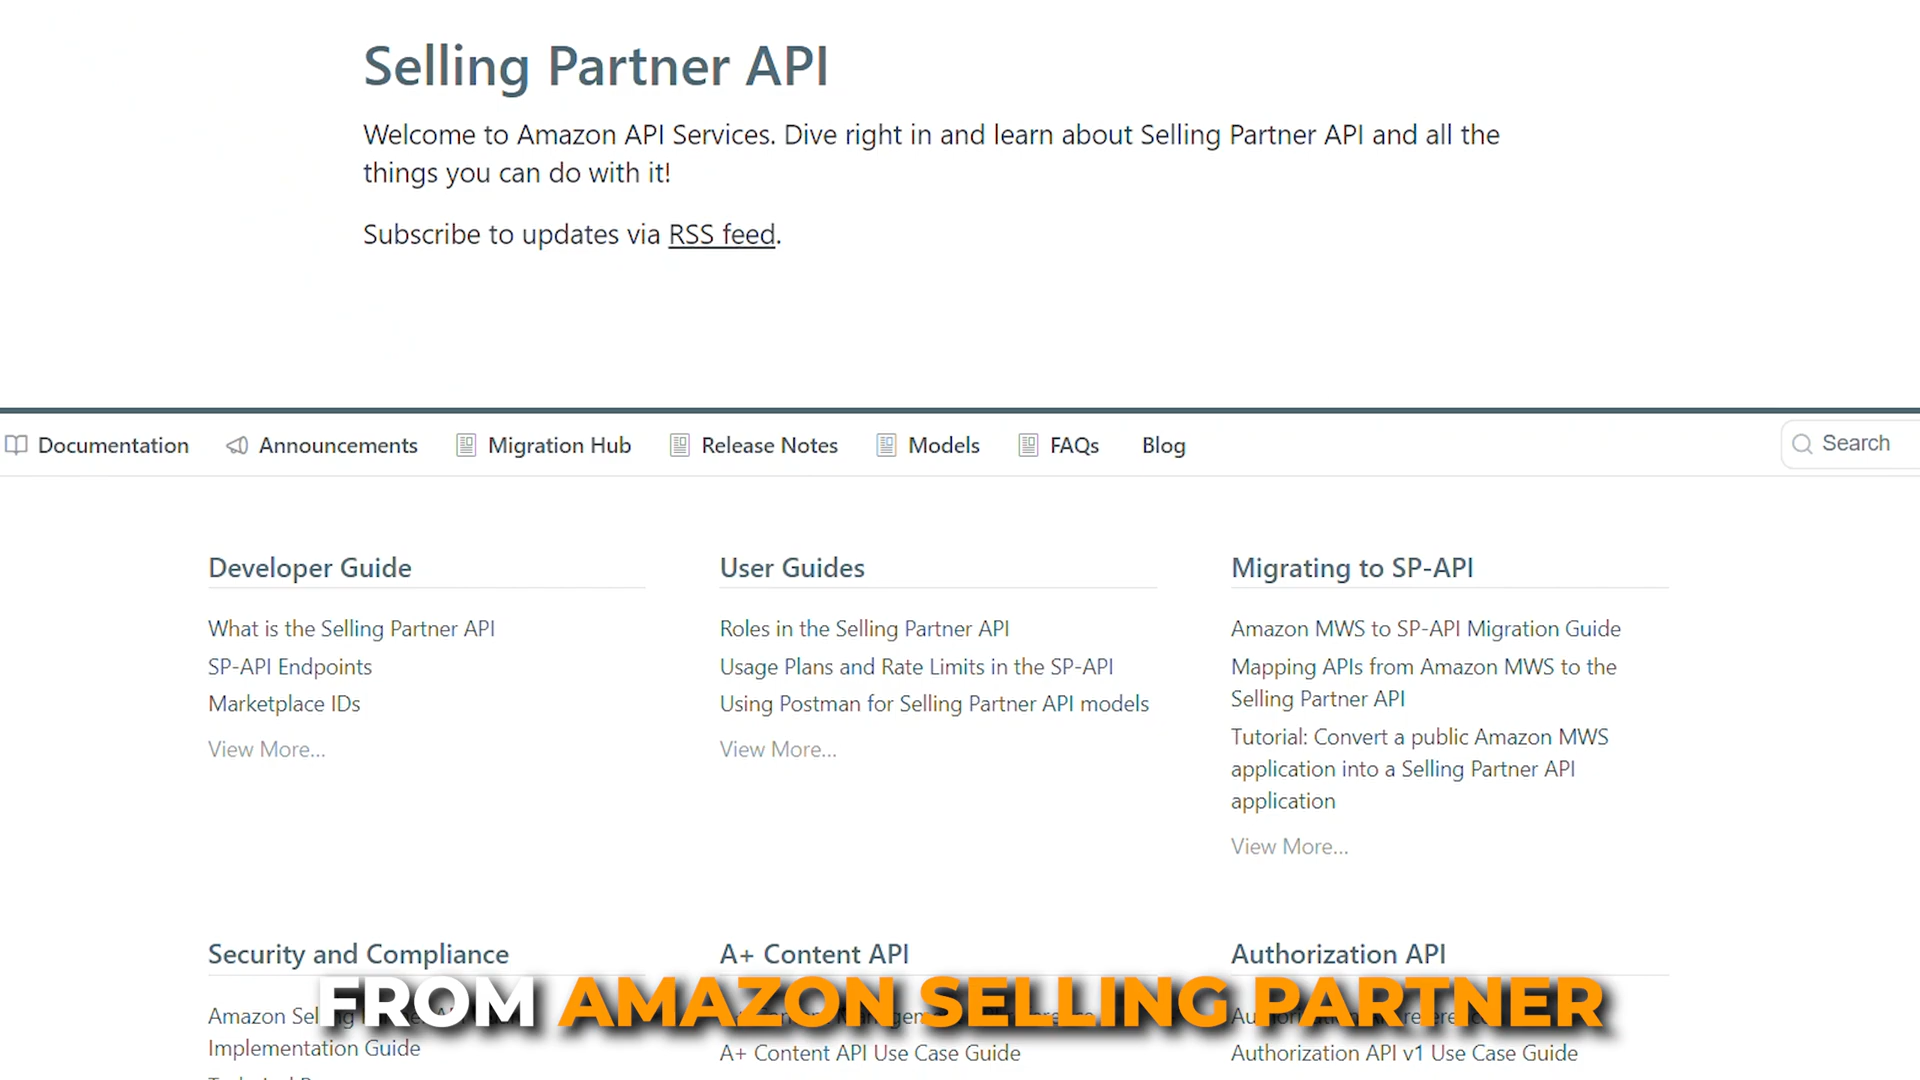 Selling Partner API
Welcome to Amazon API Services. Dive right in and learn about Selling Partner API and all the
things you can do with it!
Subscribe to updates via RSS feed.
Documentation
Announcements
Migration Hub
Release Notes
Models
FAQs
Blog
Search
Developer Guide
What is the Selling Partner API
SP-API Endpoints
Marketplace IDs
View More...
User Guides
Roles in the Selling Partner API
Usage Plans and Rate Limits in the SP-API
Using Postman for Selling Partner API models
View More...
Migrating to SP-API
Amazon MWS to SP-API Migration Guide
Mapping APIs from Amazon MWS to the
Selling Partner API
Tutorial: Convert a public Amazon MWS
application into a Selling Partner API
application
View More...
Security and Compliance
Amazon
Implementation Guide
A+ Content API
A+ Content API Use Case Guide
Authorization API
Authorization API v1 Use Case Guide
FROM AMAZON SELLING PARTNER